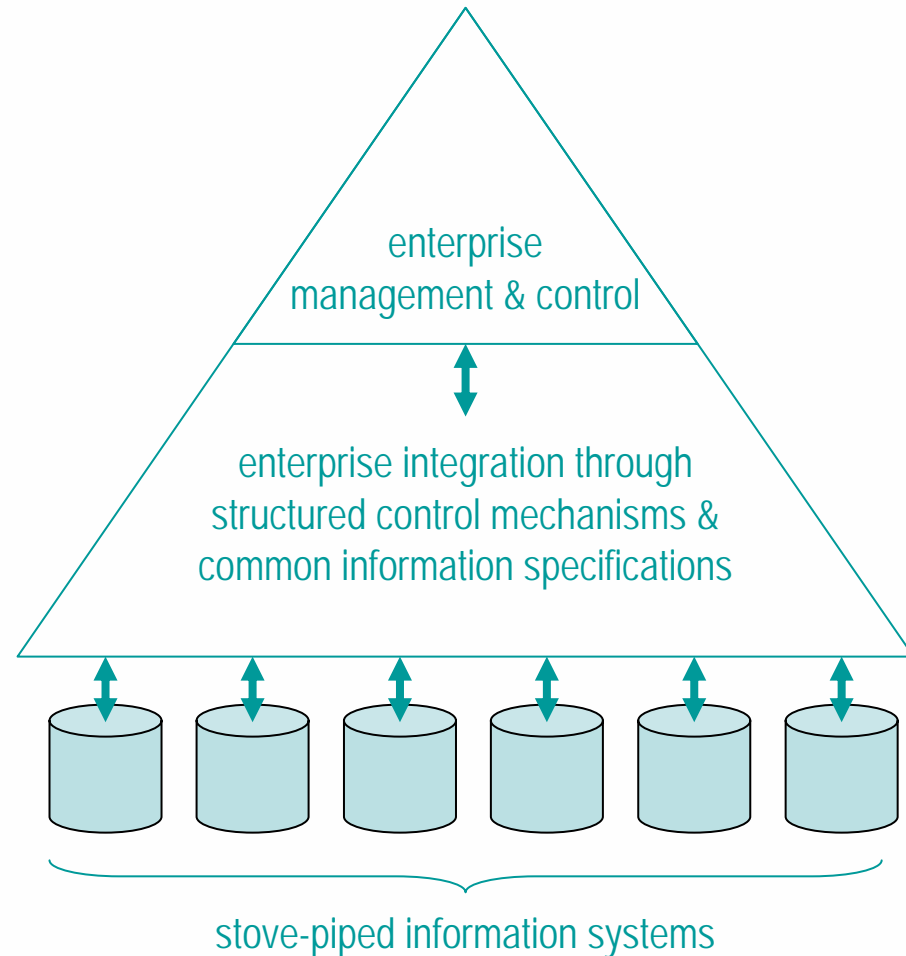 enterprise
management & control
enterprise integration through
structured control mechanisms &
common information specifications
stove-piped information systems